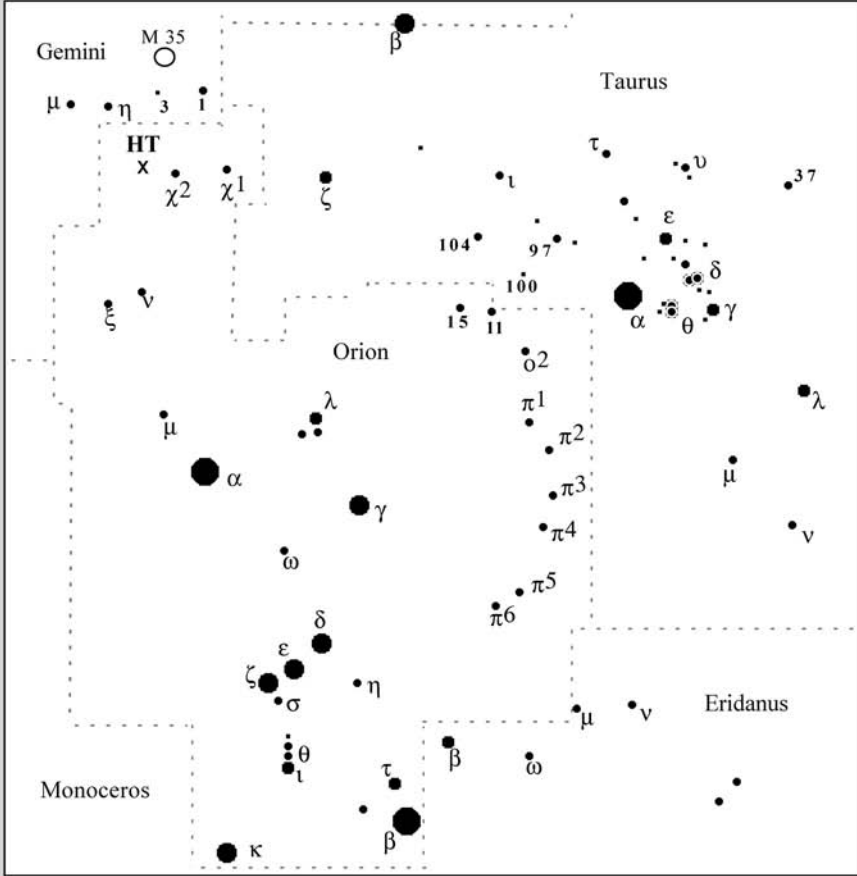 M 35
β
Gemini
Taurus
μ
η
3
1
HT
x
χ2
χ1
ζ
ι
τ
υ
37
ε
104
97
δ
100
α
θ
γ
ν
ξ
15
11
Orion
ο2
λ
μ
λ
π1
π2
μ
α
π3
γ
π4
ν
ω
π5
π6
δ
ε
ζ
η
σ
μ
ν
Eridanus
θ
β
ω
ι
τ
Monoceros
β
κ